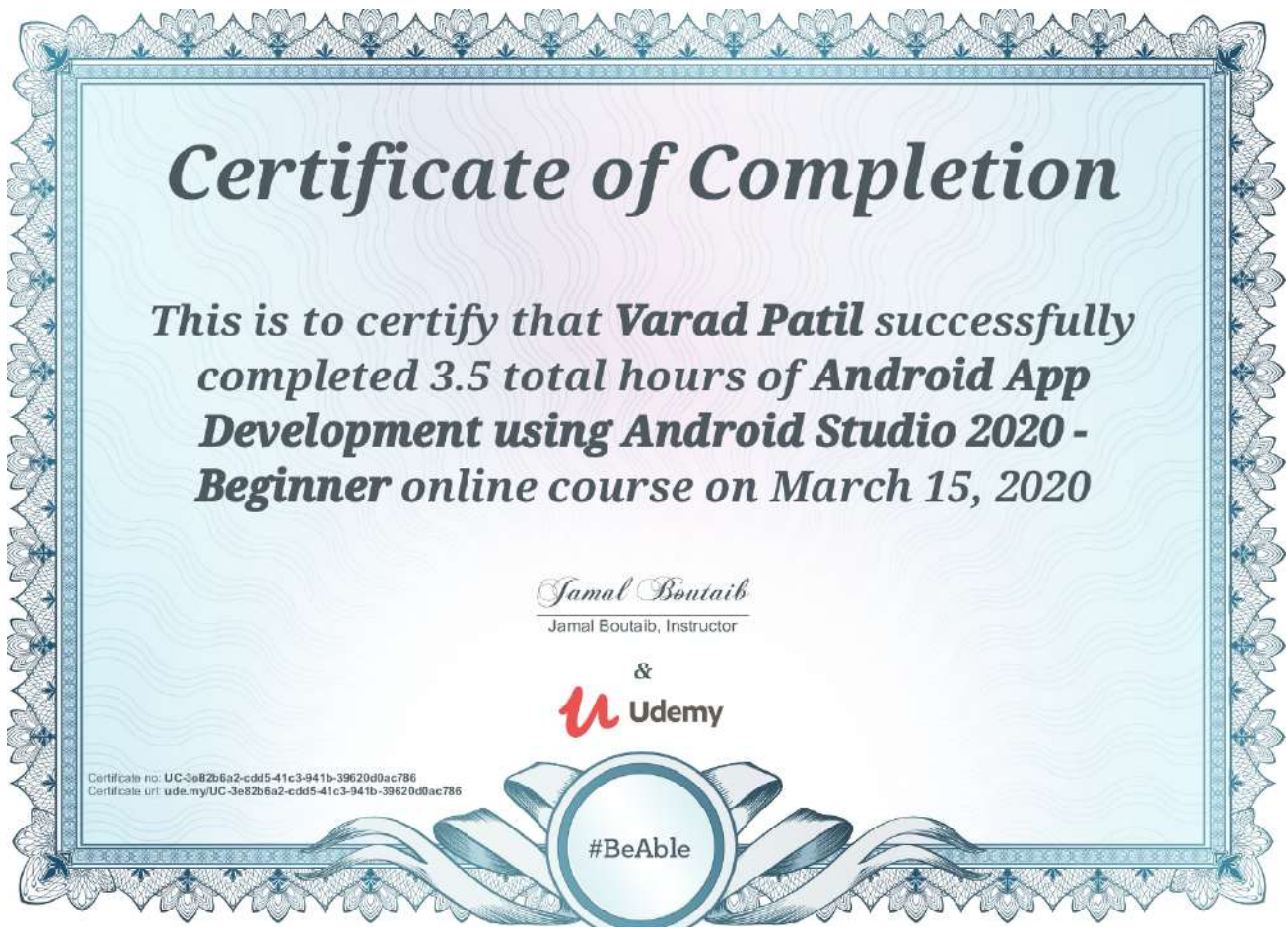 Certificate of Completion
This is to certify that Varad Patil successfully
completed 3.5 total hours of Android App
Development using Android Studio 2020 -
Beginner online course on March 15, 2020
Jamal Boutaib
Jamal Boutaib, Instructor
&
Udemy
Certificate no: UC-3e82b6a2-cdd5-41c3-941b-39620d0ac786
Certificate url: ude.my/UC-3e82b6a2-cdd5-41c3-941b-39620d0ac786
#BeAble